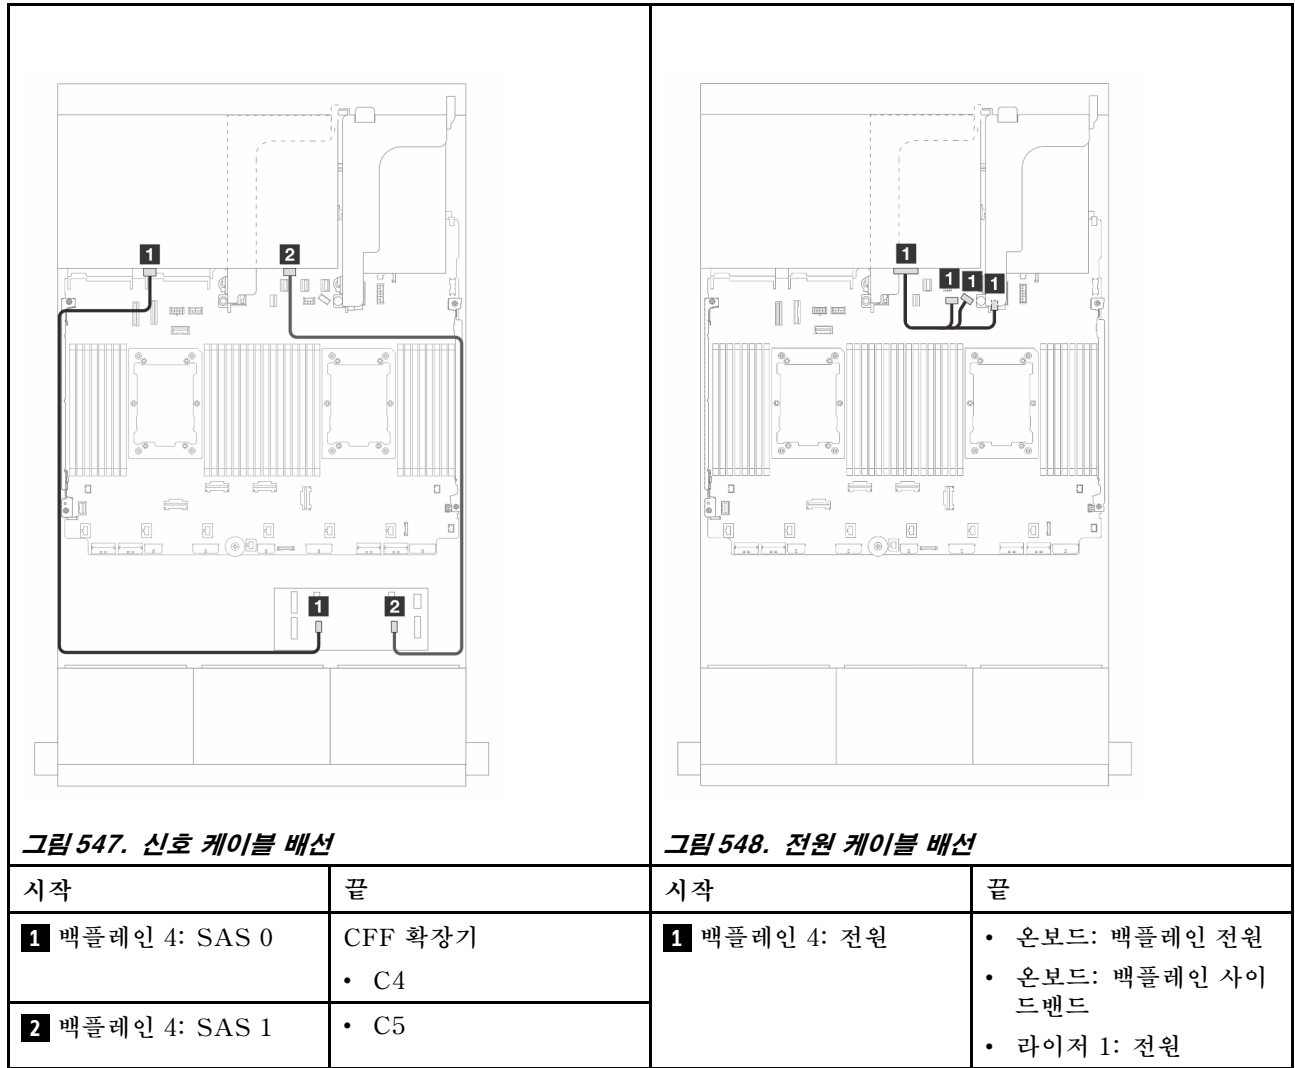 1
2
1
2
그림 547. 신호 케이블 배선
1
1
1
1
그림 548. 전원 케이블 배선
시작
끝
시작
끝
1 백플레인 4: SAS 0
CFF 확장기
• C4
2 백플레인 4: SAS 1
• C5
1 백플레인 4: 전원
• 온보드: 백플레인 전원
• 온보드: 백플레인 사이
드밴드
• 라이저 1: 전원